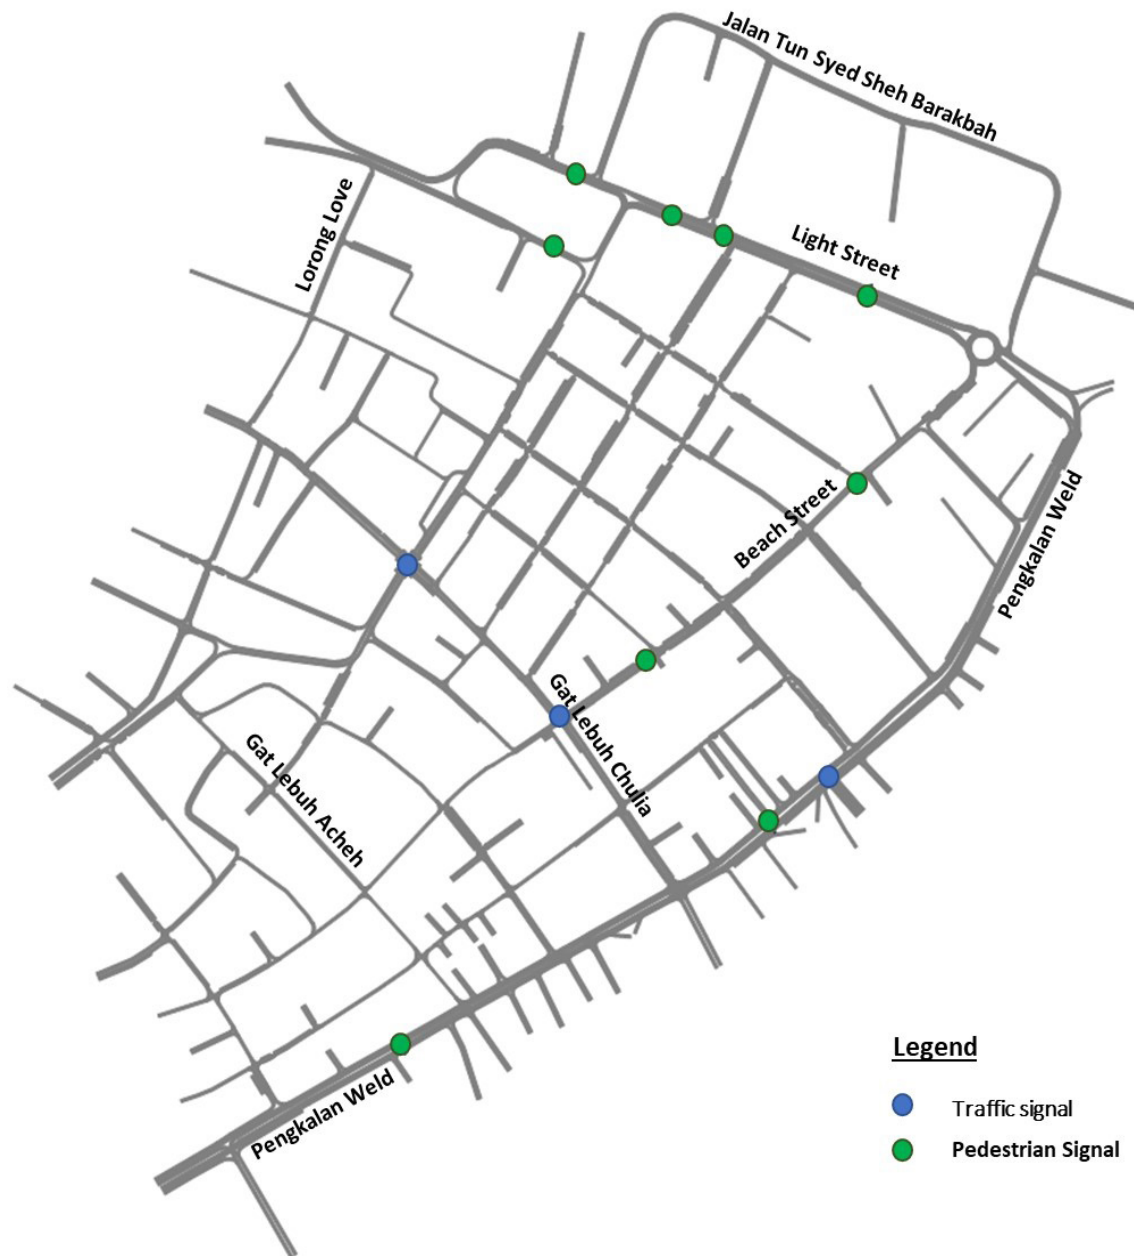 Jalan Tun Syed Sheh Barakbah
Lorong Love
Light Street
Beach Street
Pengkalan Weld
Gat Lebuh Chulia
Gat Lebuh Acheh
Pengkalan Weld
Legend
Traffic signal
Pedestrian Signal